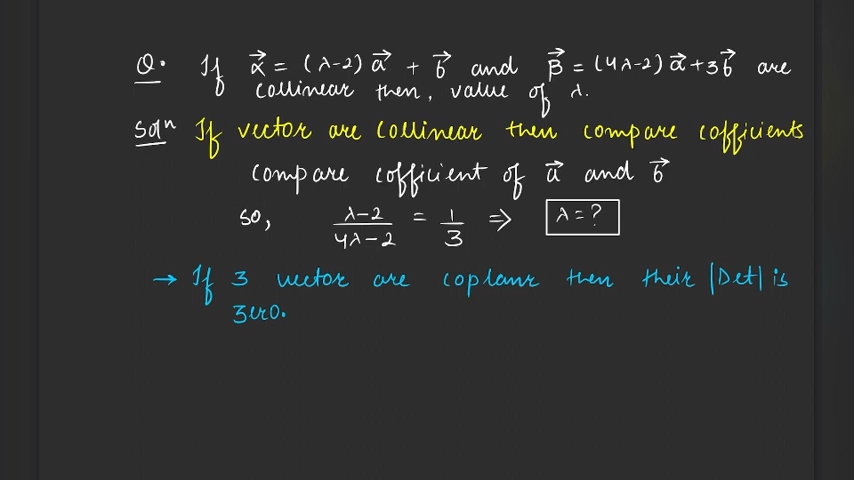 Q. If α⃗ = (λ-2) a⃗ + b⃗ and β⃗ = (4λ-2) a⃗ + 3b⃗ are
collinear then, value of λ.
Solⁿ If vector are collinear then compare cofficients
compare cofficient of a⃗ and b⃗
so, (λ-2)/(4λ-2) = 1/3 ⇒ λ = ?
→ If 3 vector are coplanr then their |Det| is
zero.